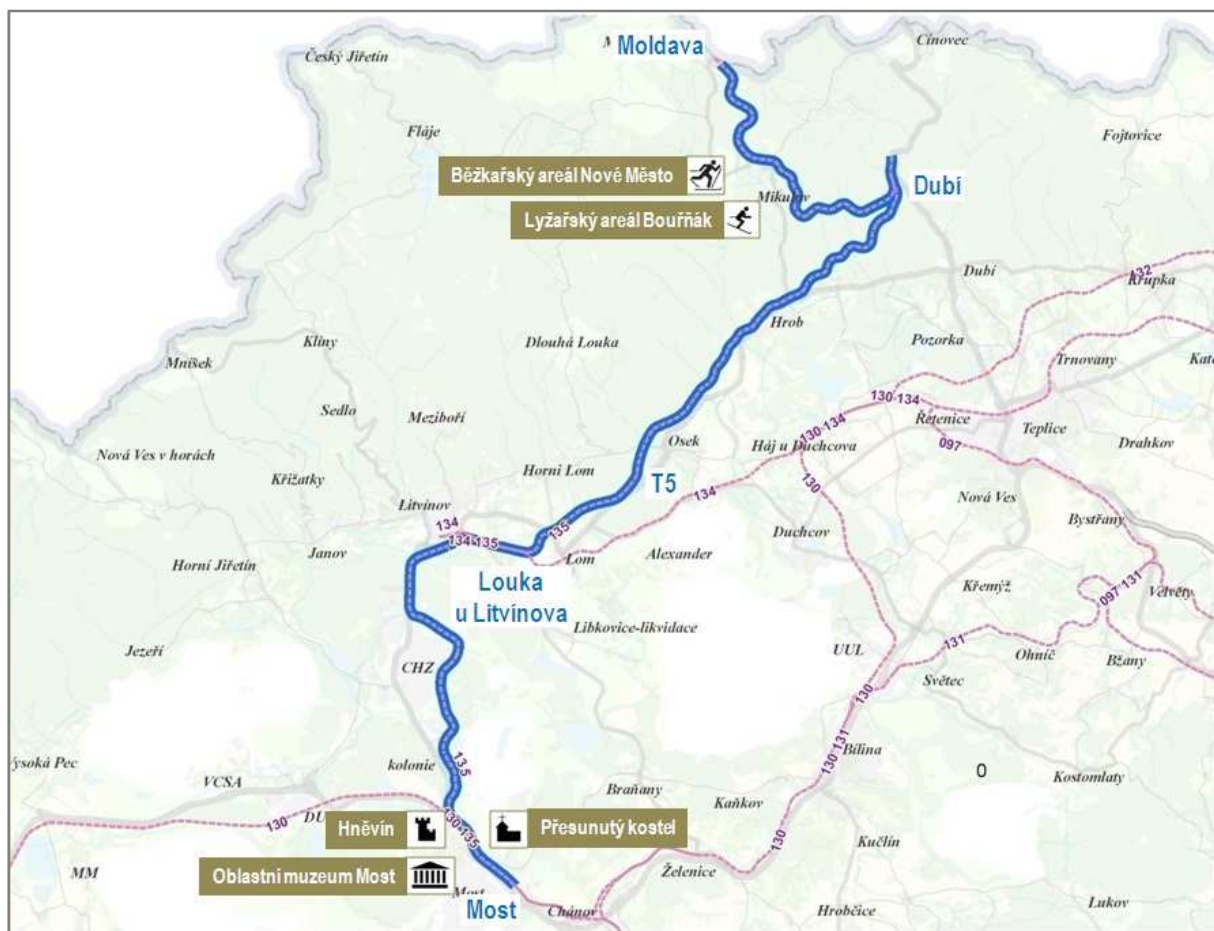 Cínovec
Moldava
Český Jiřetín
Fláje
Fojtovice
Běžkařský areál Nové Město
Mikulov
Dubí
Lyžařský areál Bouřňák
Dubí
132
Krupka
Hrob
Klíny
Dlouhá Louka
Pozorka
Mníšek
Trnovany
Sedlo
Meziboří
130 134
130 134
Řetenice
Teplice
Osek
Háj u Duchcova
097
Drahkov
Nová Ves v horách
Křižatky
Horní Lom
T5
130
134
Nová Ves
Litvínov
134
134 135
135
Duchcov
Bystřany
Janov
Lom
Alexander
Horní Jiřetín
Louka
u Litvínova
Křemýž
097 131
Velvěty
Libkovice-likvidace
Jezeří
UUL
131
Ohníč
CHZ
Bžany
Světec
130
135
kolonie
Bílina
130 131
VCSA
0
Kostomlaty
Braňany
Kaňkov
130
Hněvín
130 135
Přesunutý kostel
130
Kučlín
Oblastní muzeum Most
MM
Želenice
Most
Chánov
Hrobčice
Lukov